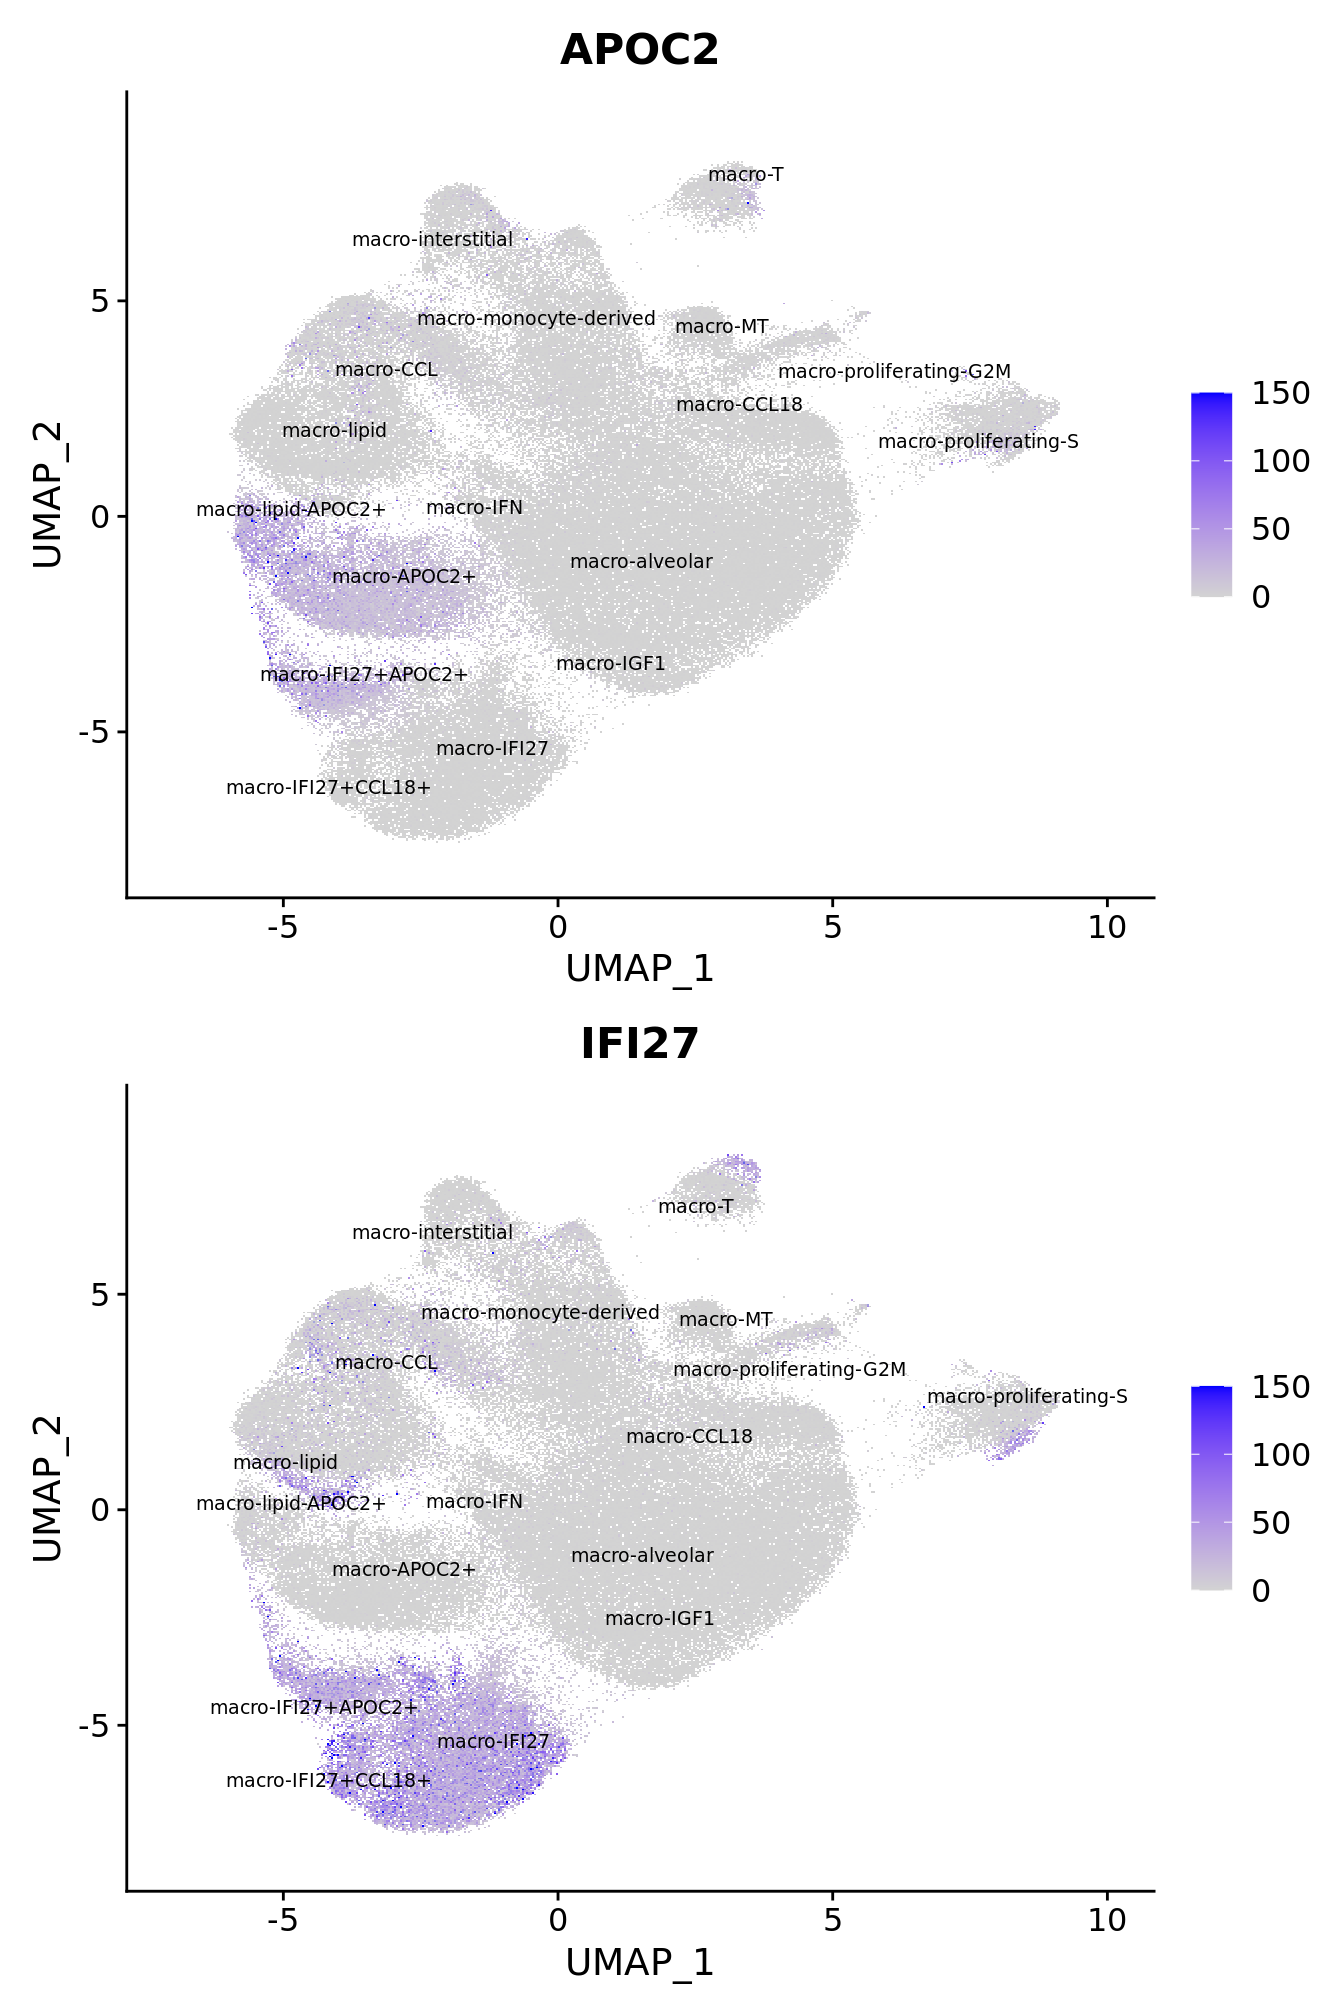 APOC2
macro-T
macro-interstitial
macro-monocyte-derived
macro-MT
macro-CCL
macro-proliferating-G2M
macro-CCL18
macro-lipid
macro-proliferating-S
macro-lipid-APOC2+
macro-IFN
macro-alveolar
macro-APOC2+
macro-IGF1
macro-IFI27+APOC2+
macro-IFI27
macro-IFI27+CCL18+
UMAP_2
5
0
-5
-5
0
5
10
UMAP_1
150
100
50
0
IFI27
macro-T
macro-interstitial
macro-monocyte-derived
macro-MT
macro-CCL
macro-proliferating-G2M
macro-proliferating-S
macro-CCL18
macro-lipid
macro-lipid-APOC2+
macro-IFN
macro-alveolar
macro-APOC2+
macro-IGF1
macro-IFI27+APOC2+
macro-IFI27
macro-IFI27+CCL18+
UMAP_2
5
0
-5
-5
0
5
10
UMAP_1
150
100
50
0